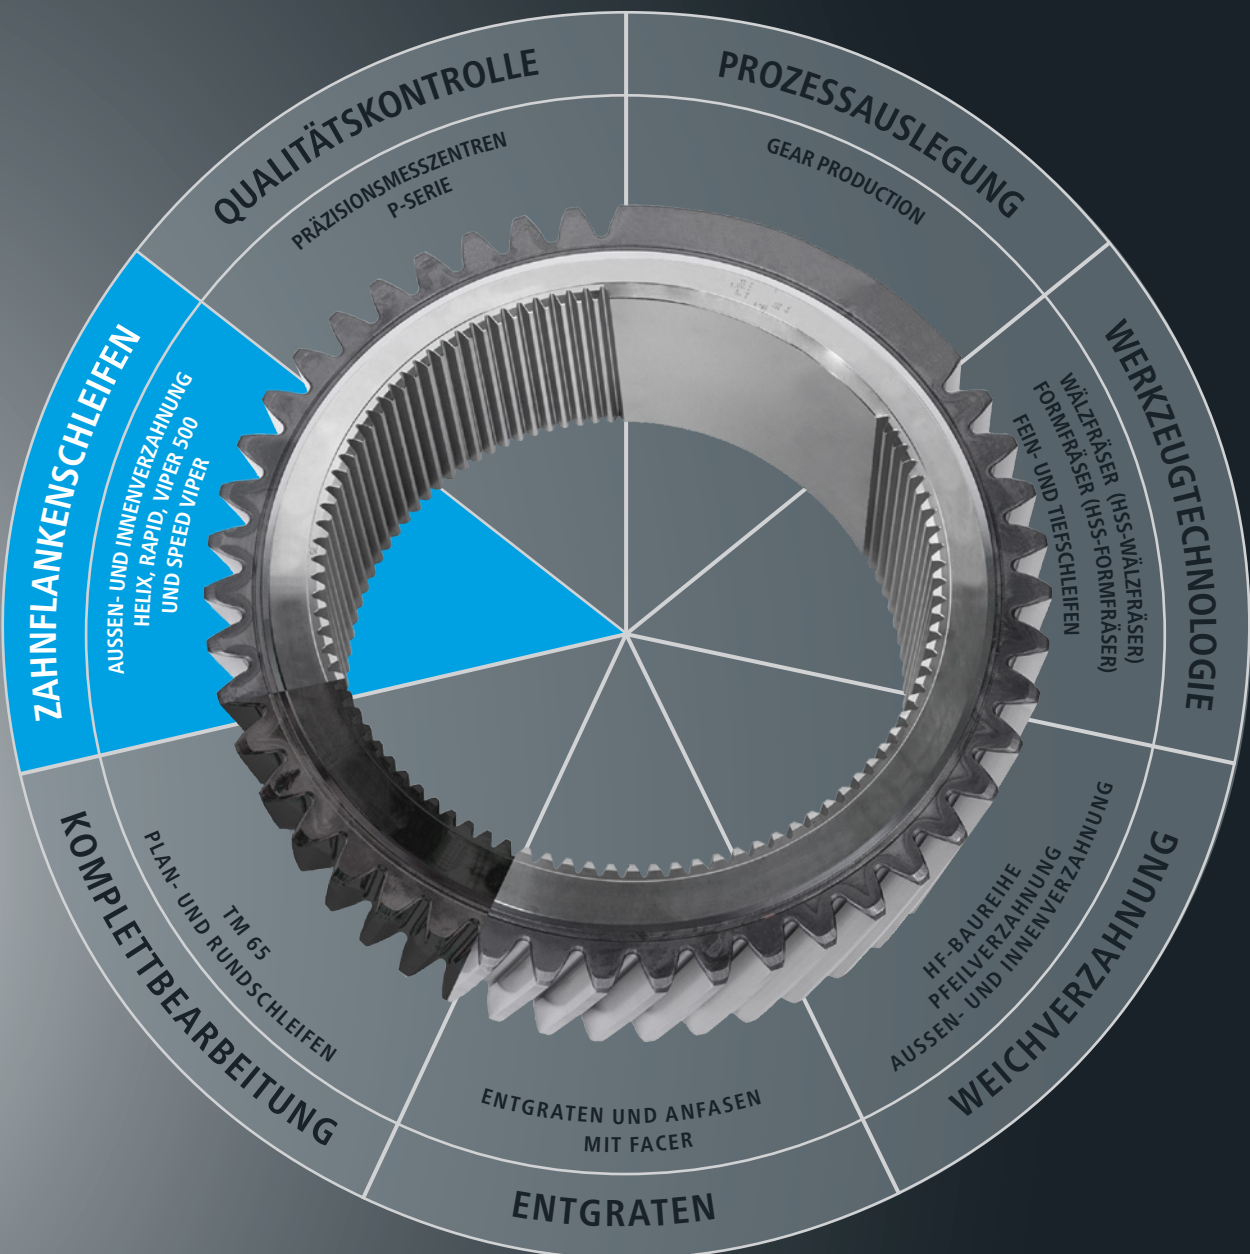 PROZESSAUSLEGUNG
GEAR PRODUCTION
WERKZEUGTECHNOLOGIE
WÄLZFRÄSER (HSS-WÄLZFRÄSER)
FORMFRÄSER (HSS-FORMFRÄSER)
FEIN- UND TIEFSCHLEIFEN
WEICHVERZAHNUNG
HF-BAUREIHE
PFEILVERZAHNUNG
AUSSEN- UND INNENVERZAHNUNG
ENTGRATEN UND ANFASEN
MIT FACER
ENTGRATEN
KOMPLETTBEARBEITUNG
TM 65
PLAN- UND RUNDSCHLEIFEN
ZAHNFLANKENSCHLEIFEN
AUSSEN- UND INNENVERZAHNUNG
HELIX, RAPID, VIPER 500
UND SPEED VIPER
QUALITÄTSKONTROLLE
PRÄZISIONSMESSZENTREN
P-SERIE